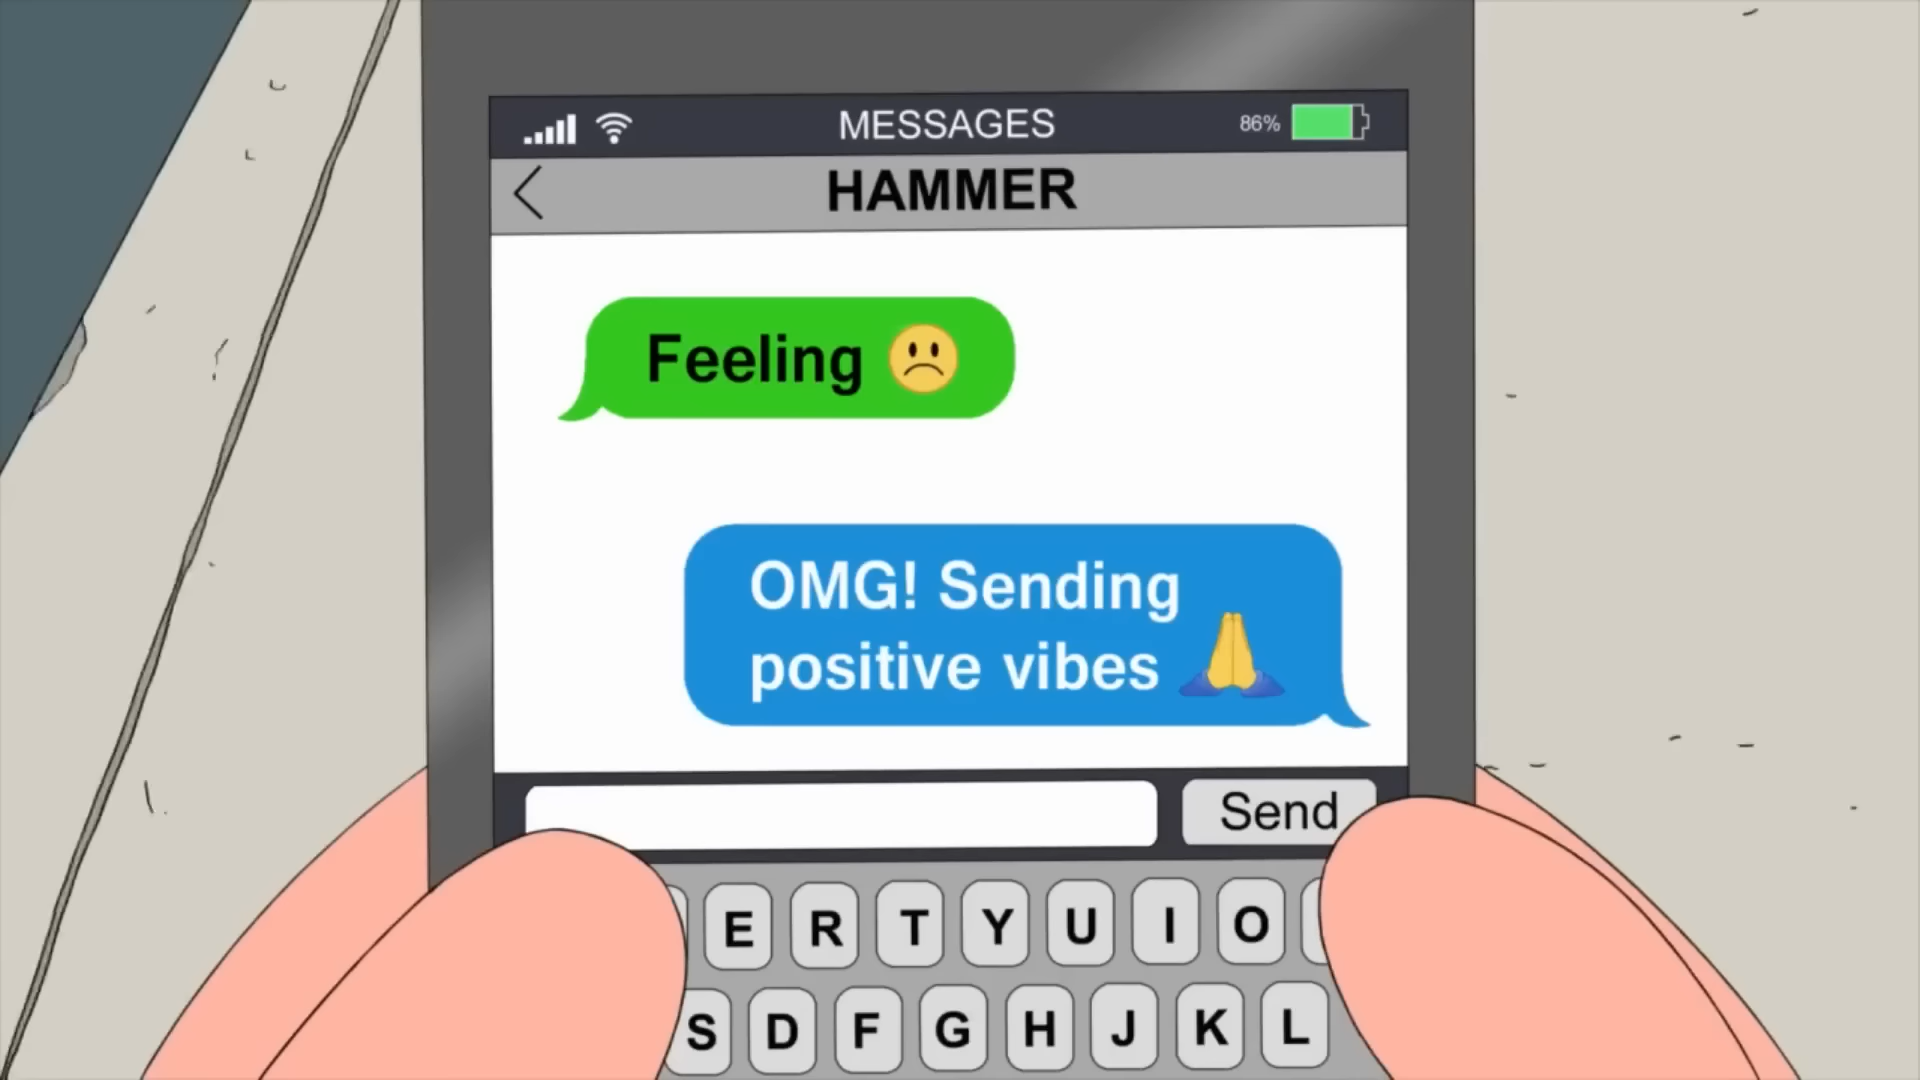 MESSAGES
86%
HAMMER
Feeling ☹️
OMG! Sending
positive vibes 🙏
Send
E R T Y U I O
S D F G H J K L